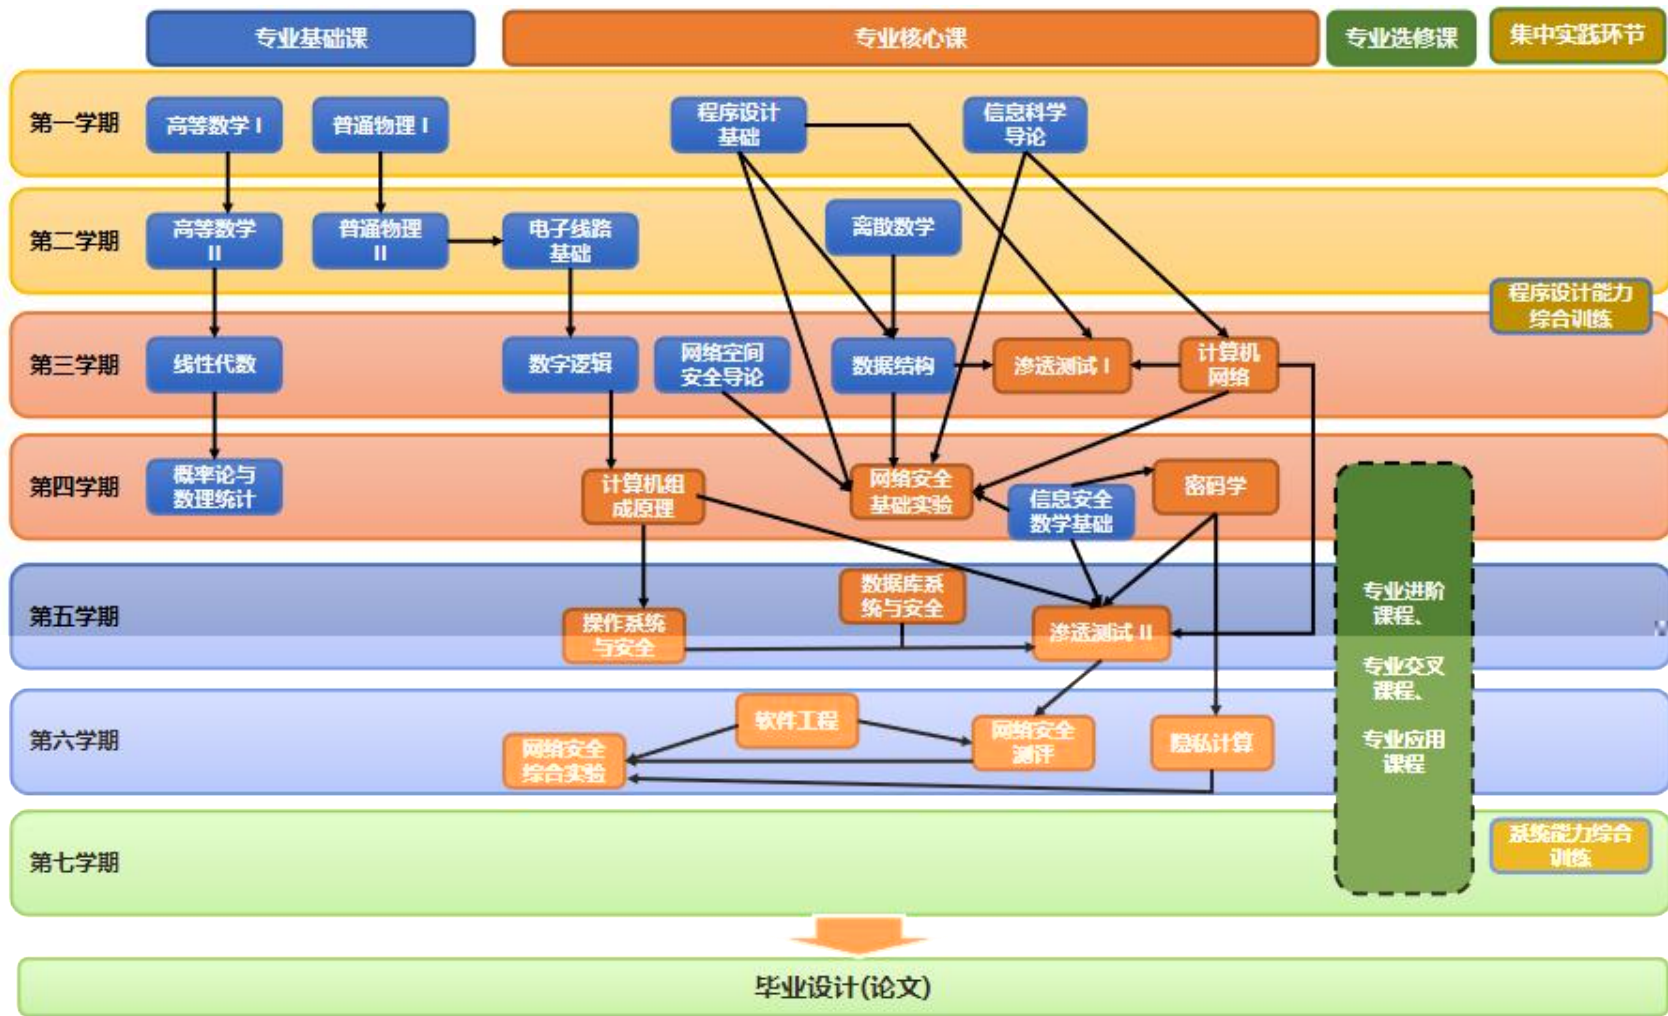 专业基础课
专业核心课
专业选修课
集中实践环节
第一学期
高等数学 I
普通物理 I
程序设计
基础
信息科学
导论
第二学期
高等数学
II
普通物理
II
电子线路
基础
离散数学
程序设计能力
综合训练
第三学期
线性代数
数字逻辑
网络空间
安全导论
数据结构
渗透测试 I
计算机
网络
第四学期
概率论与
数理统计
计算机组
成原理
网络安全
基础实验
信息安全
数学基础
密码学
第五学期
操作系统
与安全
数据库系
统与安全
渗透测试 II
专业进阶
课程、
专业交叉
课程、
专业应用
课程
第六学期
网络安全
综合实验
软件工程
网络安全
测评
隐私计算
第七学期
系统能力综合
训练
毕业设计(论文)